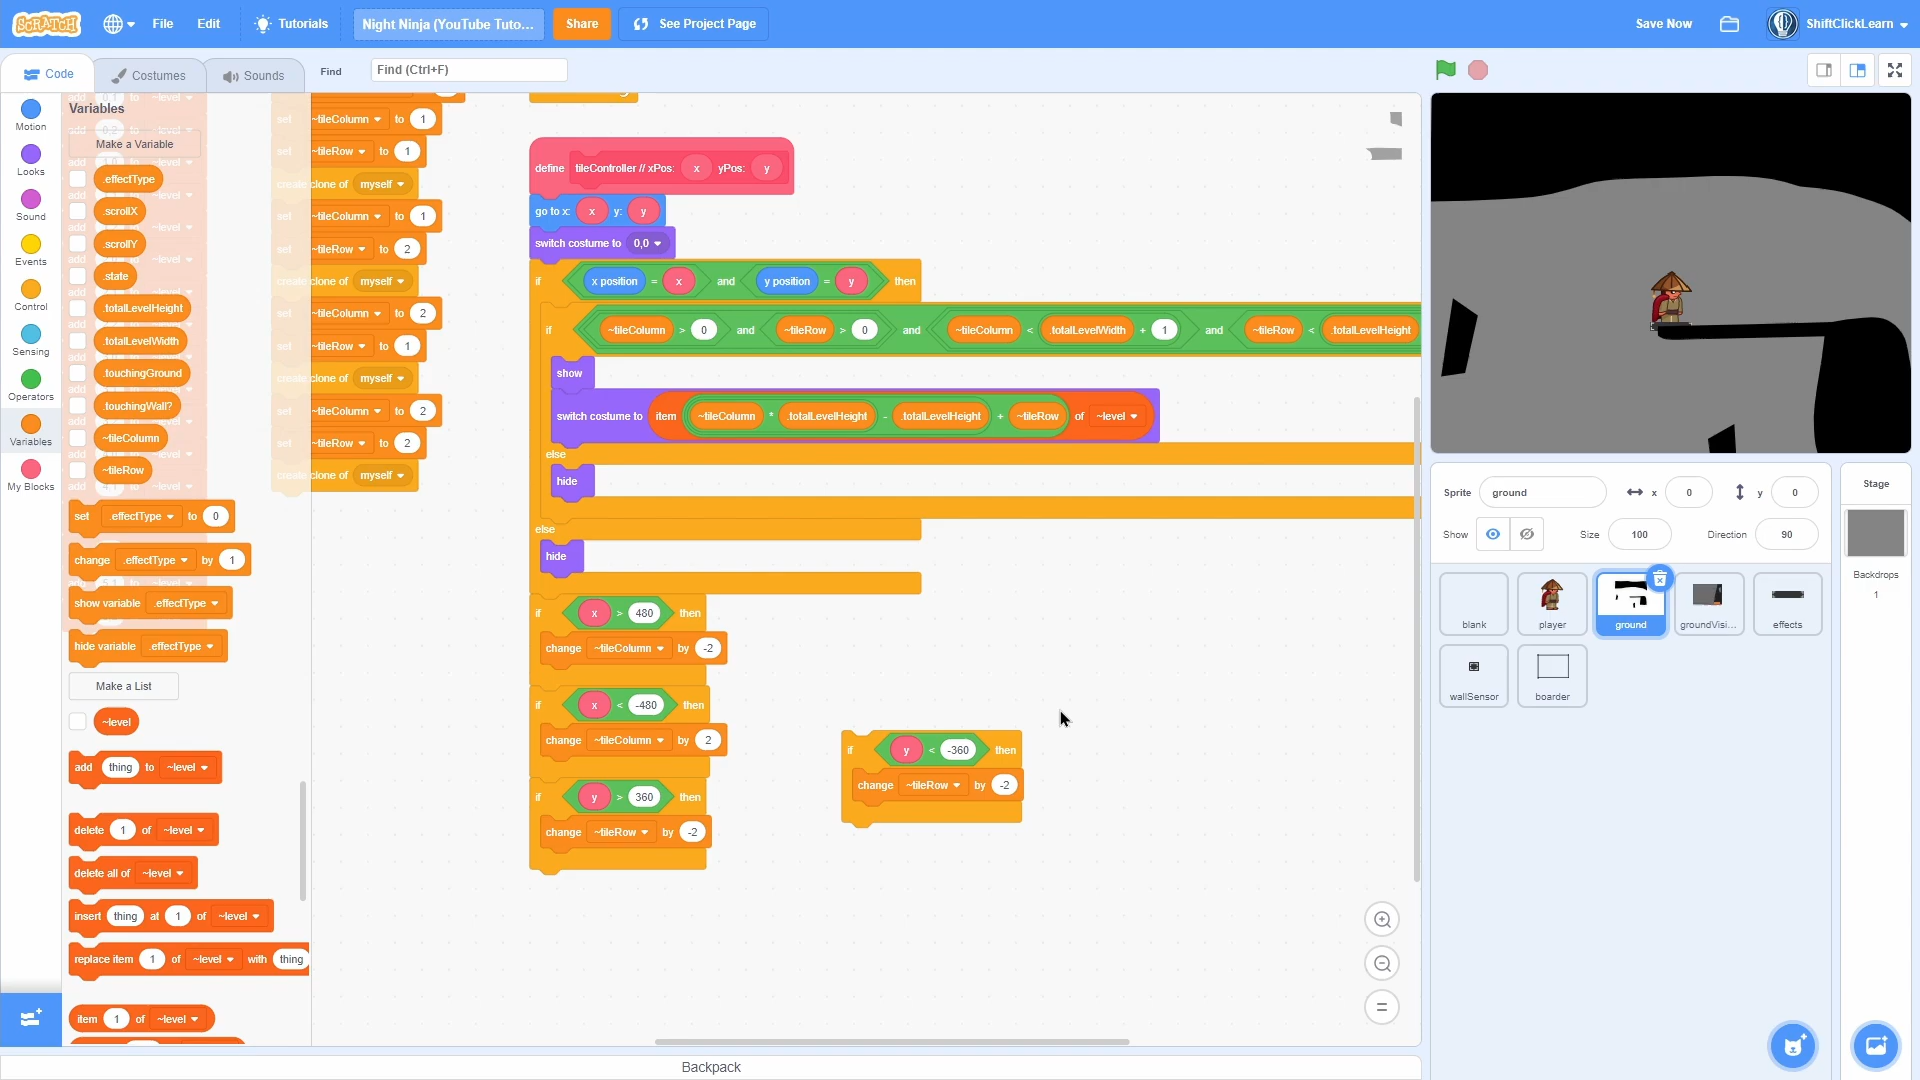 SCRATCH File Edit Tutorials Night Ninja (YouTube Tuto... Share See Project Page Save Now ShiftClickLearn
Code Costumes Sounds Find Find (Ctrl+F)
Motion
Looks
Sound
Events
Control
Sensing
Operators
Variables
My Blocks
Variables
Make a Variable
.effectType
.scrollX
.scrollY
.state
.totalLevelHeight
.totalLevelWidth
.touchingGround
.touchingWall?
~tileColumn
~tileRow
set .effectType to 0
change .effectType by 1
show variable .effectType
hide variable .effectType
Make a List
~level
add thing to ~level
delete 1 of ~level
delete all of ~level
insert thing at 1 of ~level
replace item 1 of ~level with thing
item 1 of ~level
set ~tileColumn to 1
set ~tileRow to 1
create clone of myself
set ~tileColumn to 1
set ~tileRow to 2
create clone of myself
set ~tileColumn to 2
set ~tileRow to 1
create clone of myself
set ~tileColumn to 2
set ~tileRow to 2
create clone of myself
define tileController // xPos: x yPos: y
go to x: x y: y
switch costume to 0,0
if x position = x and y position = y then
if ~tileColumn > 0 and ~tileRow > 0 and ~tileColumn < .totalLevelWidth + 1 and ~tileRow < .totalLevelHeight
show
switch costume to item ~tileColumn * .totalLevelHeight - .totalLevelHeight + ~tileRow of ~level
else
hide
else
hide
if x > 480 then
change ~tileColumn by -2
if x < -480 then
change ~tileColumn by 2
if y > 360 then
change ~tileRow by -2
if y < -360 then
change ~tileRow by -2
Sprite ground x 0 y 0
Show Size 100 Direction 90
blank player ground groundVisi... effects
wallSensor boarder
Stage
Backdrops
1
Backpack